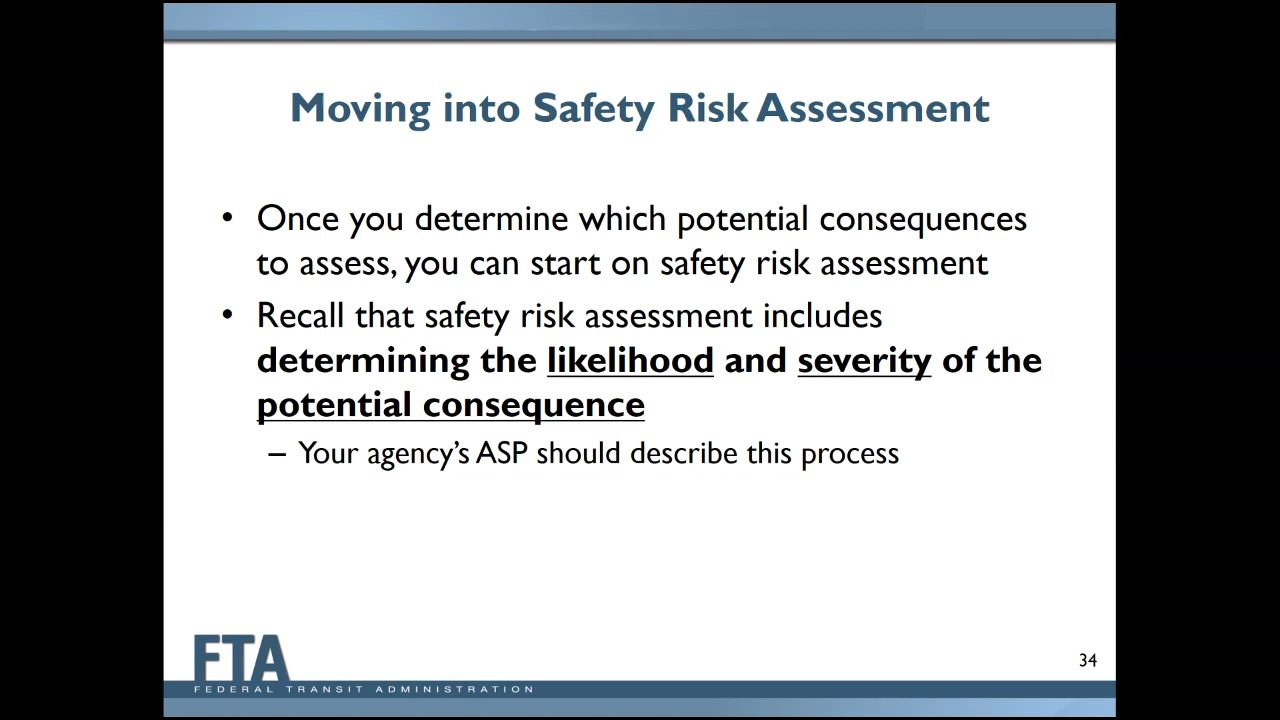 Moving into Safety Risk Assessment
• Once you determine which potential consequences
to assess, you can start on safety risk assessment
• Recall that safety risk assessment includes
determining the likelihood and severity of the
potential consequence
– Your agency's ASP should describe this process
FTA
34
FEDERAL TRANSIT ADMINISTRATION